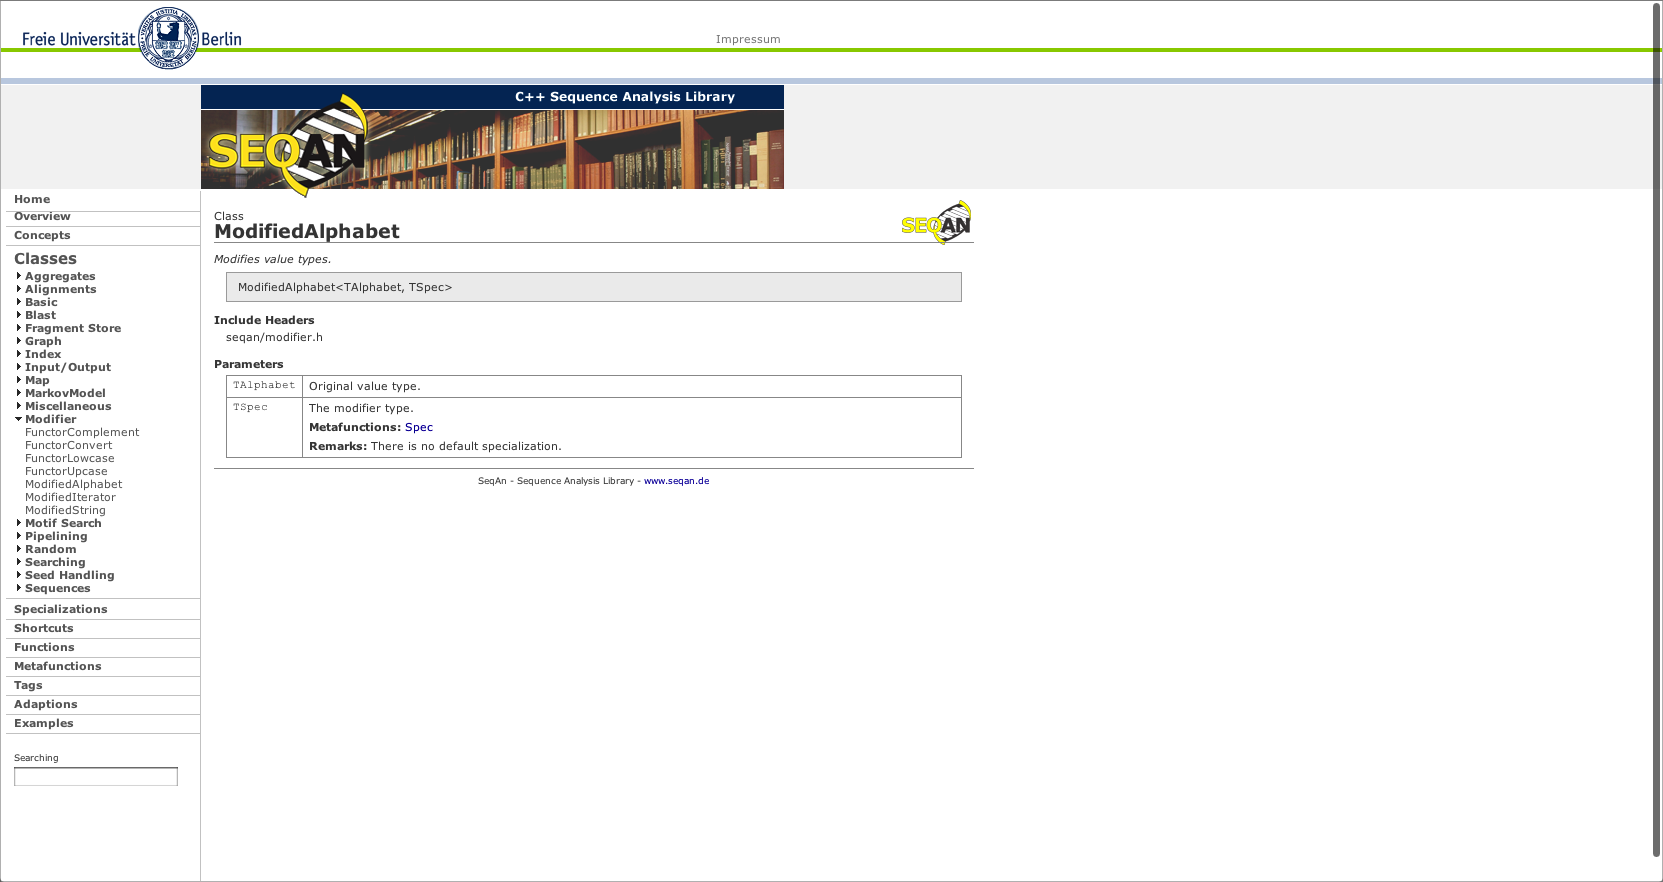 Freie Universität Berlin
Impressum
C++ Sequence Analysis Library
SEQAN
Home
Overview
Concepts
Classes
Aggregates
Alignments
Basic
Blast
Fragment Store
Graph
Index
Input/Output
Map
MarkovModel
Miscellaneous
Modifier
FunctorComplement
FunctorConvert
FunctorLowcase
FunctorUpcase
ModifiedAlphabet
ModifiedIterator
ModifiedString
Motif Search
Pipelining
Random
Searching
Seed Handling
Sequences
Specializations
Shortcuts
Functions
Metafunctions
Tags
Adaptions
Examples
Searching
Class
ModifiedAlphabet
SEQAN
Modifies value types.
ModifiedAlphabet<TAlphabet, TSpec>
Include Headers
seqan/modifier.h
Parameters
TAlphabet Original value type.
TSpec The modifier type.
Metafunctions: Spec
Remarks: There is no default specialization.
SeqAn - Sequence Analysis Library - www.seqan.de